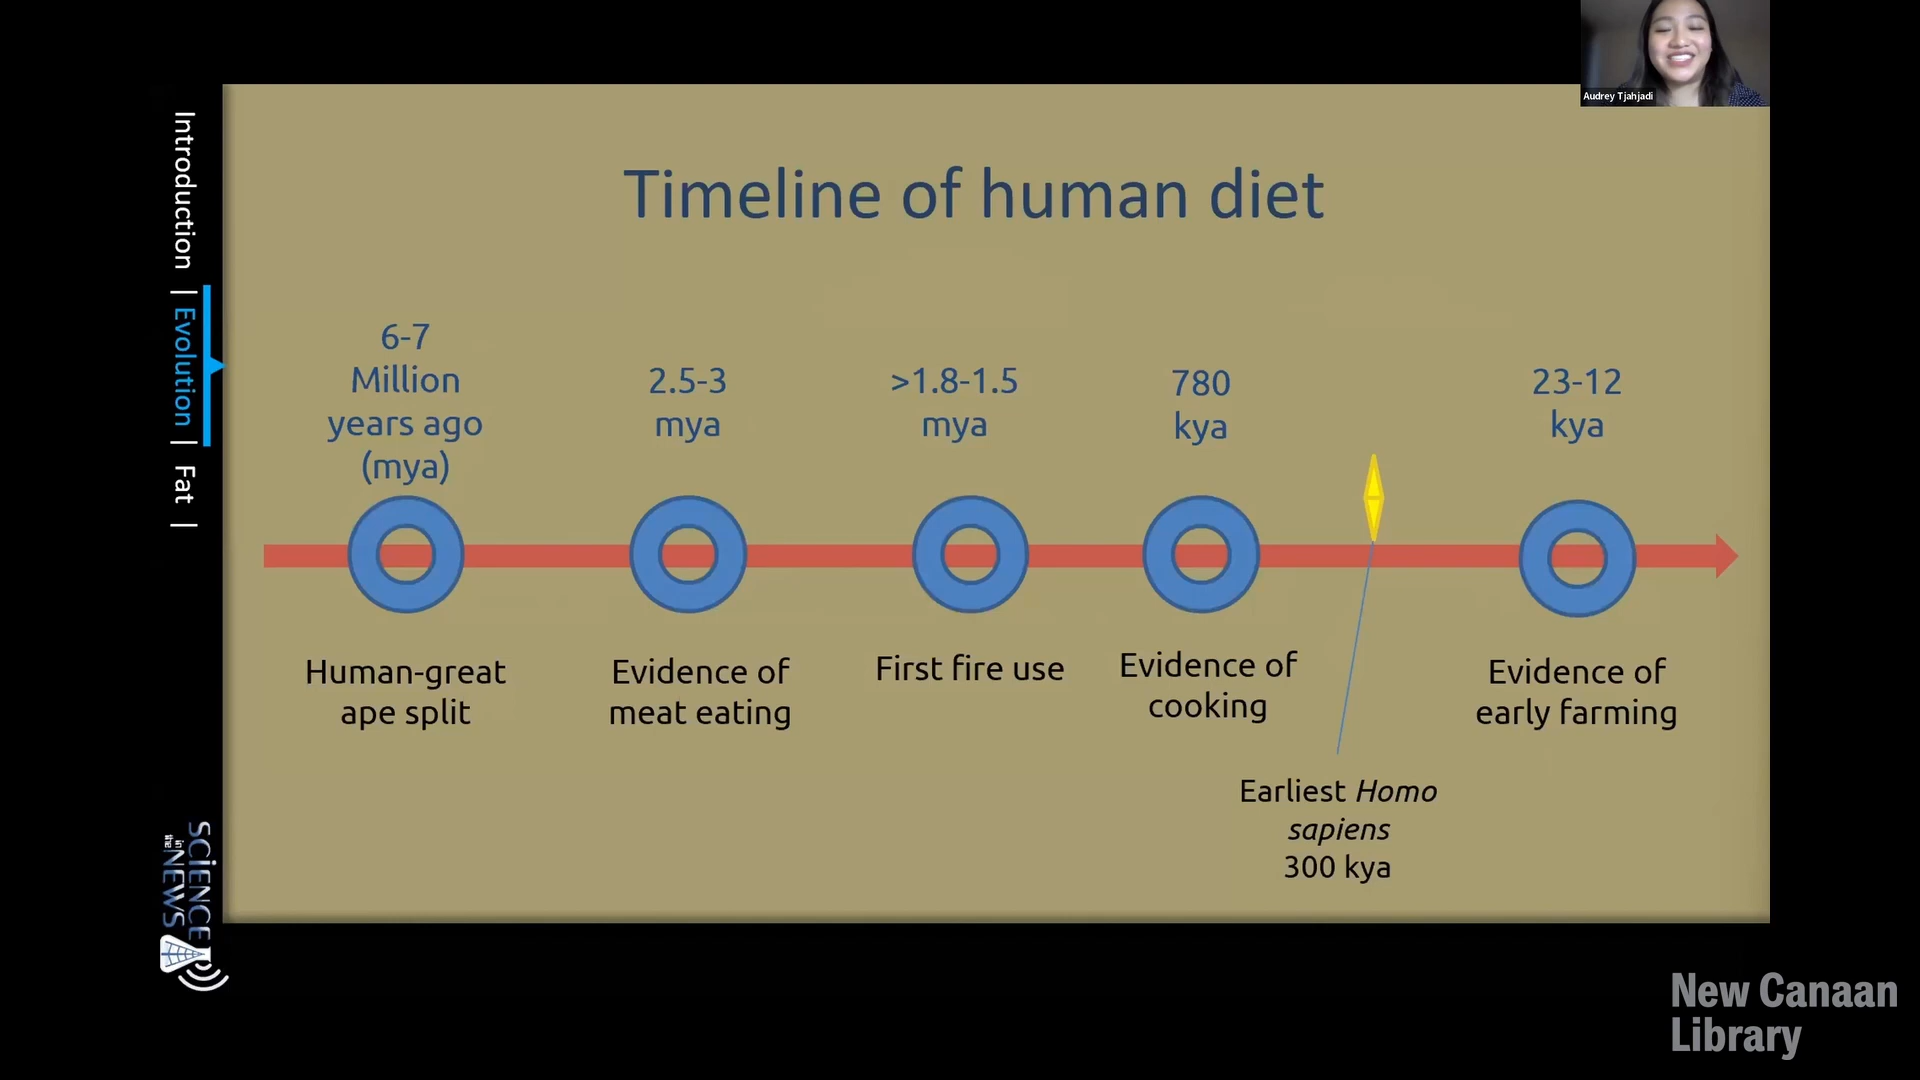 Audrey Tjahjadi
Introduction | Evolution | Fat |
Timeline of human diet
6-7
Million
years ago
(mya)
2.5-3
mya
>1.8-1.5
mya
780
kya
23-12
kya
Human-great
ape split
Evidence of
meat eating
First fire use
Evidence of
cooking
Evidence of
early farming
Earliest Homo
sapiens
300 kya
SCIENCE
in the
NEWS
New Canaan
Library